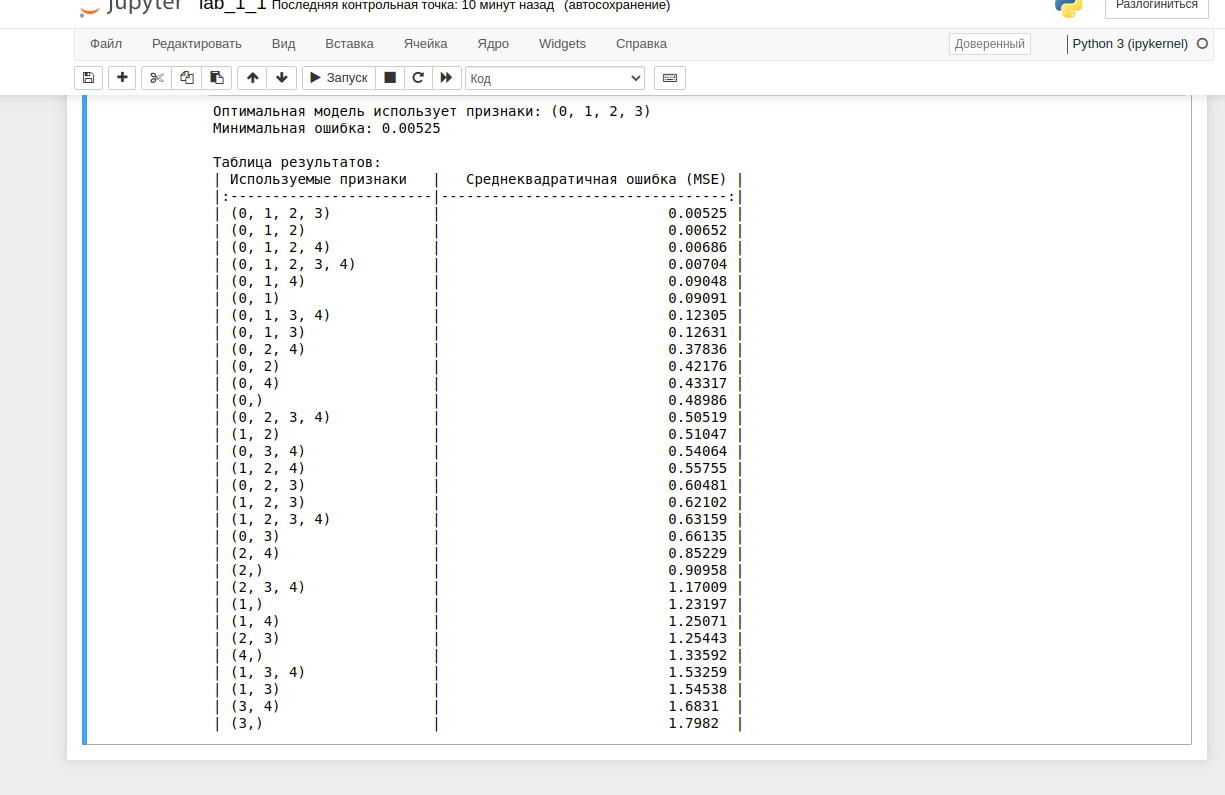 jupyter lab_1_1 Последняя контрольная точка: 10 минут назад (автосохранение) Разлогиниться
Файл Редактировать Вид Вставка Ячейка Ядро Widgets Справка Доверенный Python 3 (ipykernel)
Запуск Код
Оптимальная модель использует признаки: (0, 1, 2, 3)
Минимальная ошибка: 0.00525
Таблица результатов:
| Используемые признаки | Среднеквадратичная ошибка (MSE) |
|:------------------------|----------------------------------:|
| (0, 1, 2, 3) | 0.00525 |
| (0, 1, 2) | 0.00652 |
| (0, 1, 2, 4) | 0.00686 |
| (0, 1, 2, 3, 4) | 0.00704 |
| (0, 1, 4) | 0.09048 |
| (0, 1) | 0.09091 |
| (0, 1, 3, 4) | 0.12305 |
| (0, 1, 3) | 0.12631 |
| (0, 2, 4) | 0.37836 |
| (0, 2) | 0.42176 |
| (0, 4) | 0.43317 |
| (0,) | 0.48986 |
| (0, 2, 3, 4) | 0.50519 |
| (1, 2) | 0.51047 |
| (0, 3, 4) | 0.54064 |
| (1, 2, 4) | 0.55755 |
| (0, 2, 3) | 0.60481 |
| (1, 2, 3) | 0.62102 |
| (1, 2, 3, 4) | 0.63159 |
| (0, 3) | 0.66135 |
| (2, 4) | 0.85229 |
| (2,) | 0.90958 |
| (2, 3, 4) | 1.17009 |
| (1,) | 1.23197 |
| (1, 4) | 1.25071 |
| (2, 3) | 1.25443 |
| (4,) | 1.33592 |
| (1, 3, 4) | 1.53259 |
| (1, 3) | 1.54538 |
| (3, 4) | 1.6831 |
| (3,) | 1.7982 |